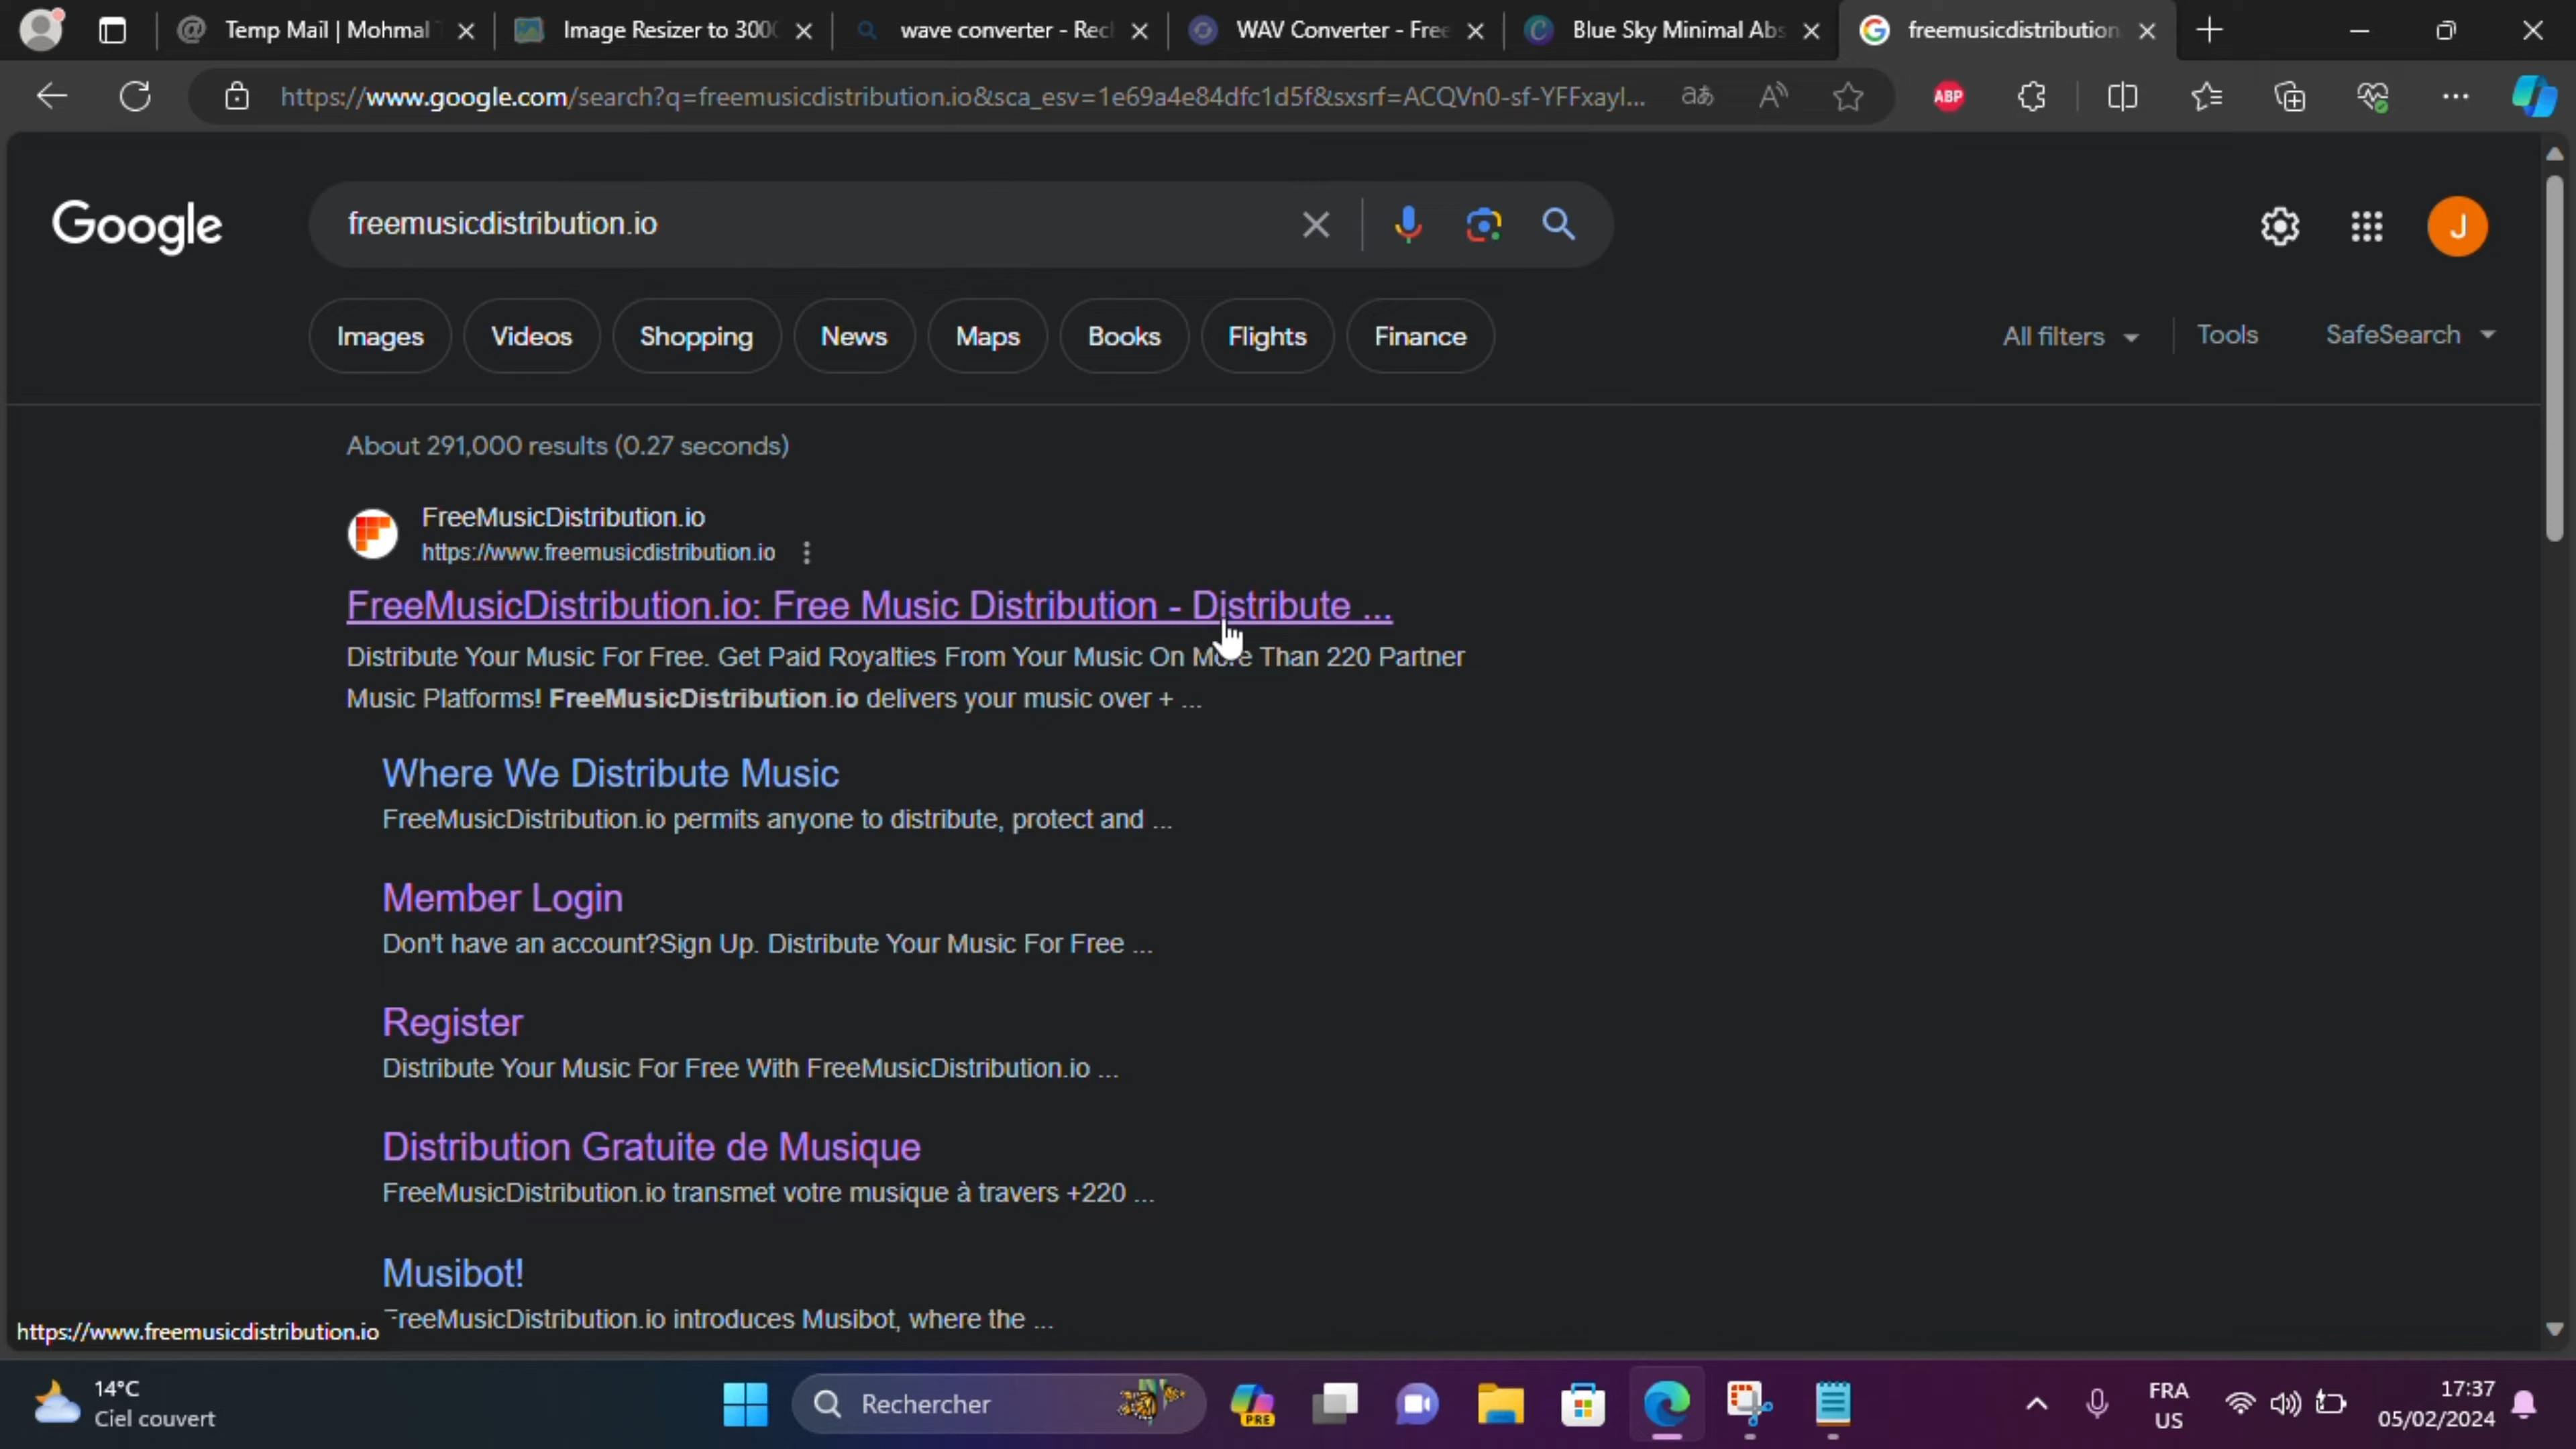 Temp Mail | Mohmal
Image Resizer to 300
wave converter - Rec
WAV Converter - Free
Blue Sky Minimal Abs
freemusicdistribution
https://www.google.com/search?q=freemusicdistribution.io&sca_esv=1e69a4e84dfc1d5f&sxsrf=ACQVn0-sf-YFFxayl...
ABP
Google
freemusicdistribution.io
J
Images
Videos
Shopping
News
Maps
Books
Flights
Finance
All filters
Tools
SafeSearch
About 291,000 results (0.27 seconds)
FreeMusicDistribution.io
https://www.freemusicdistribution.io
FreeMusicDistribution.io: Free Music Distribution - Distribute ...
Distribute Your Music For Free. Get Paid Royalties From Your Music On More Than 220 Partner
Music Platforms! FreeMusicDistribution.io delivers your music over + ...
Where We Distribute Music
FreeMusicDistribution.io permits anyone to distribute, protect and ...
Member Login
Don't have an account?Sign Up. Distribute Your Music For Free ...
Register
Distribute Your Music For Free With FreeMusicDistribution.io ...
Distribution Gratuite de Musique
FreeMusicDistribution.io transmet votre musique à travers +220 ...
Musibot!
FreeMusicDistribution.io introduces Musibot, where the ...
https://www.freemusicdistribution.io
14°C
Ciel couvert
Rechercher
PRE
FRA
US
17:37
05/02/2024